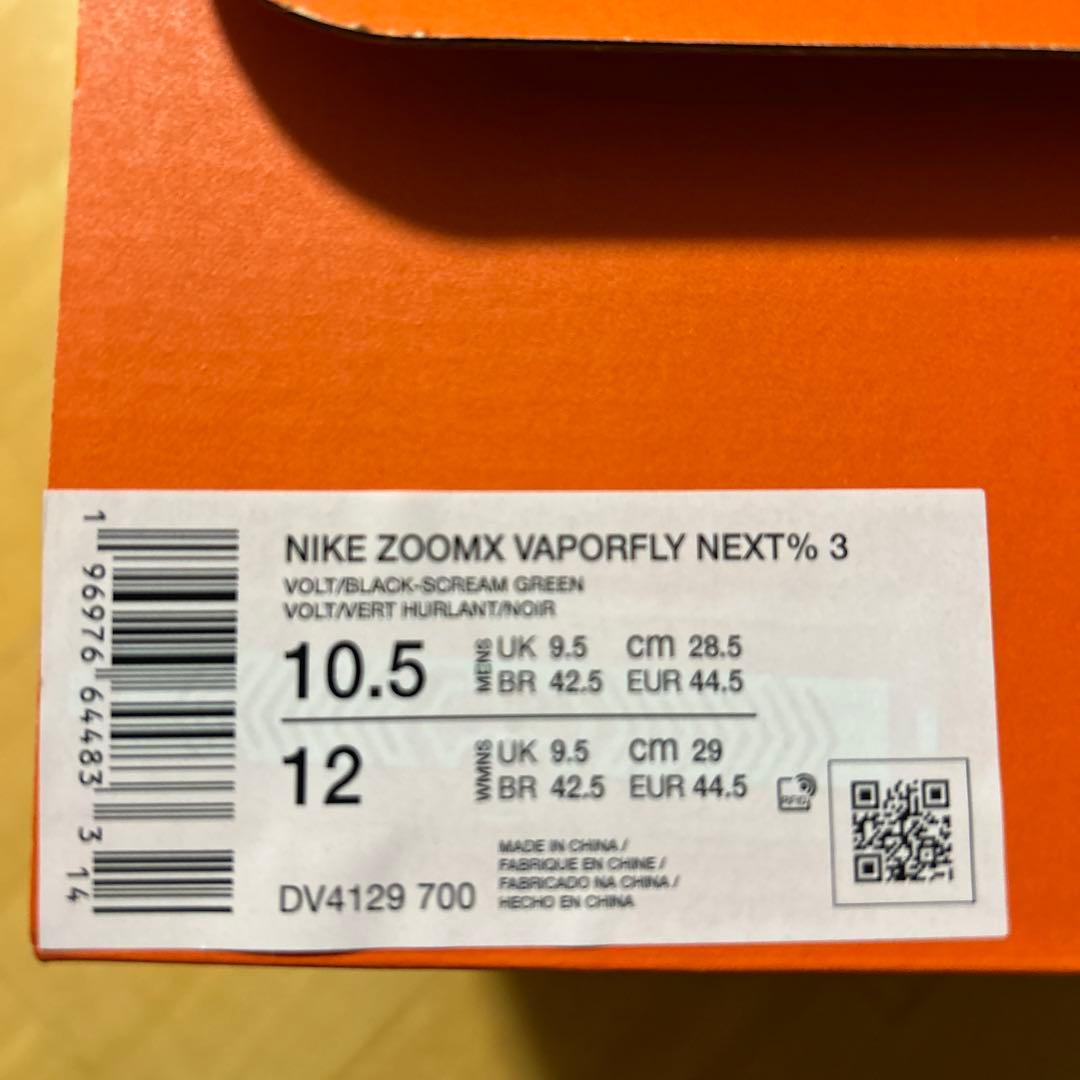 1 96976 64483 3 14
NIKE ZOOMX VAPORFLY NEXT% 3
VOLT/BLACK-SCREAM GREEN
VOLT/VERT HURLANT/NOIR
10.5 MENS UK 9.5 cm 28.5
BR 42.5 EUR 44.5
12 WMNS UK 9.5 cm 29
BR 42.5 EUR 44.5
RFID
MADE IN CHINA /
FABRIQUE EN CHINE /
FABRICADO NA CHINA /
HECHO EN CHINA
DV4129 700